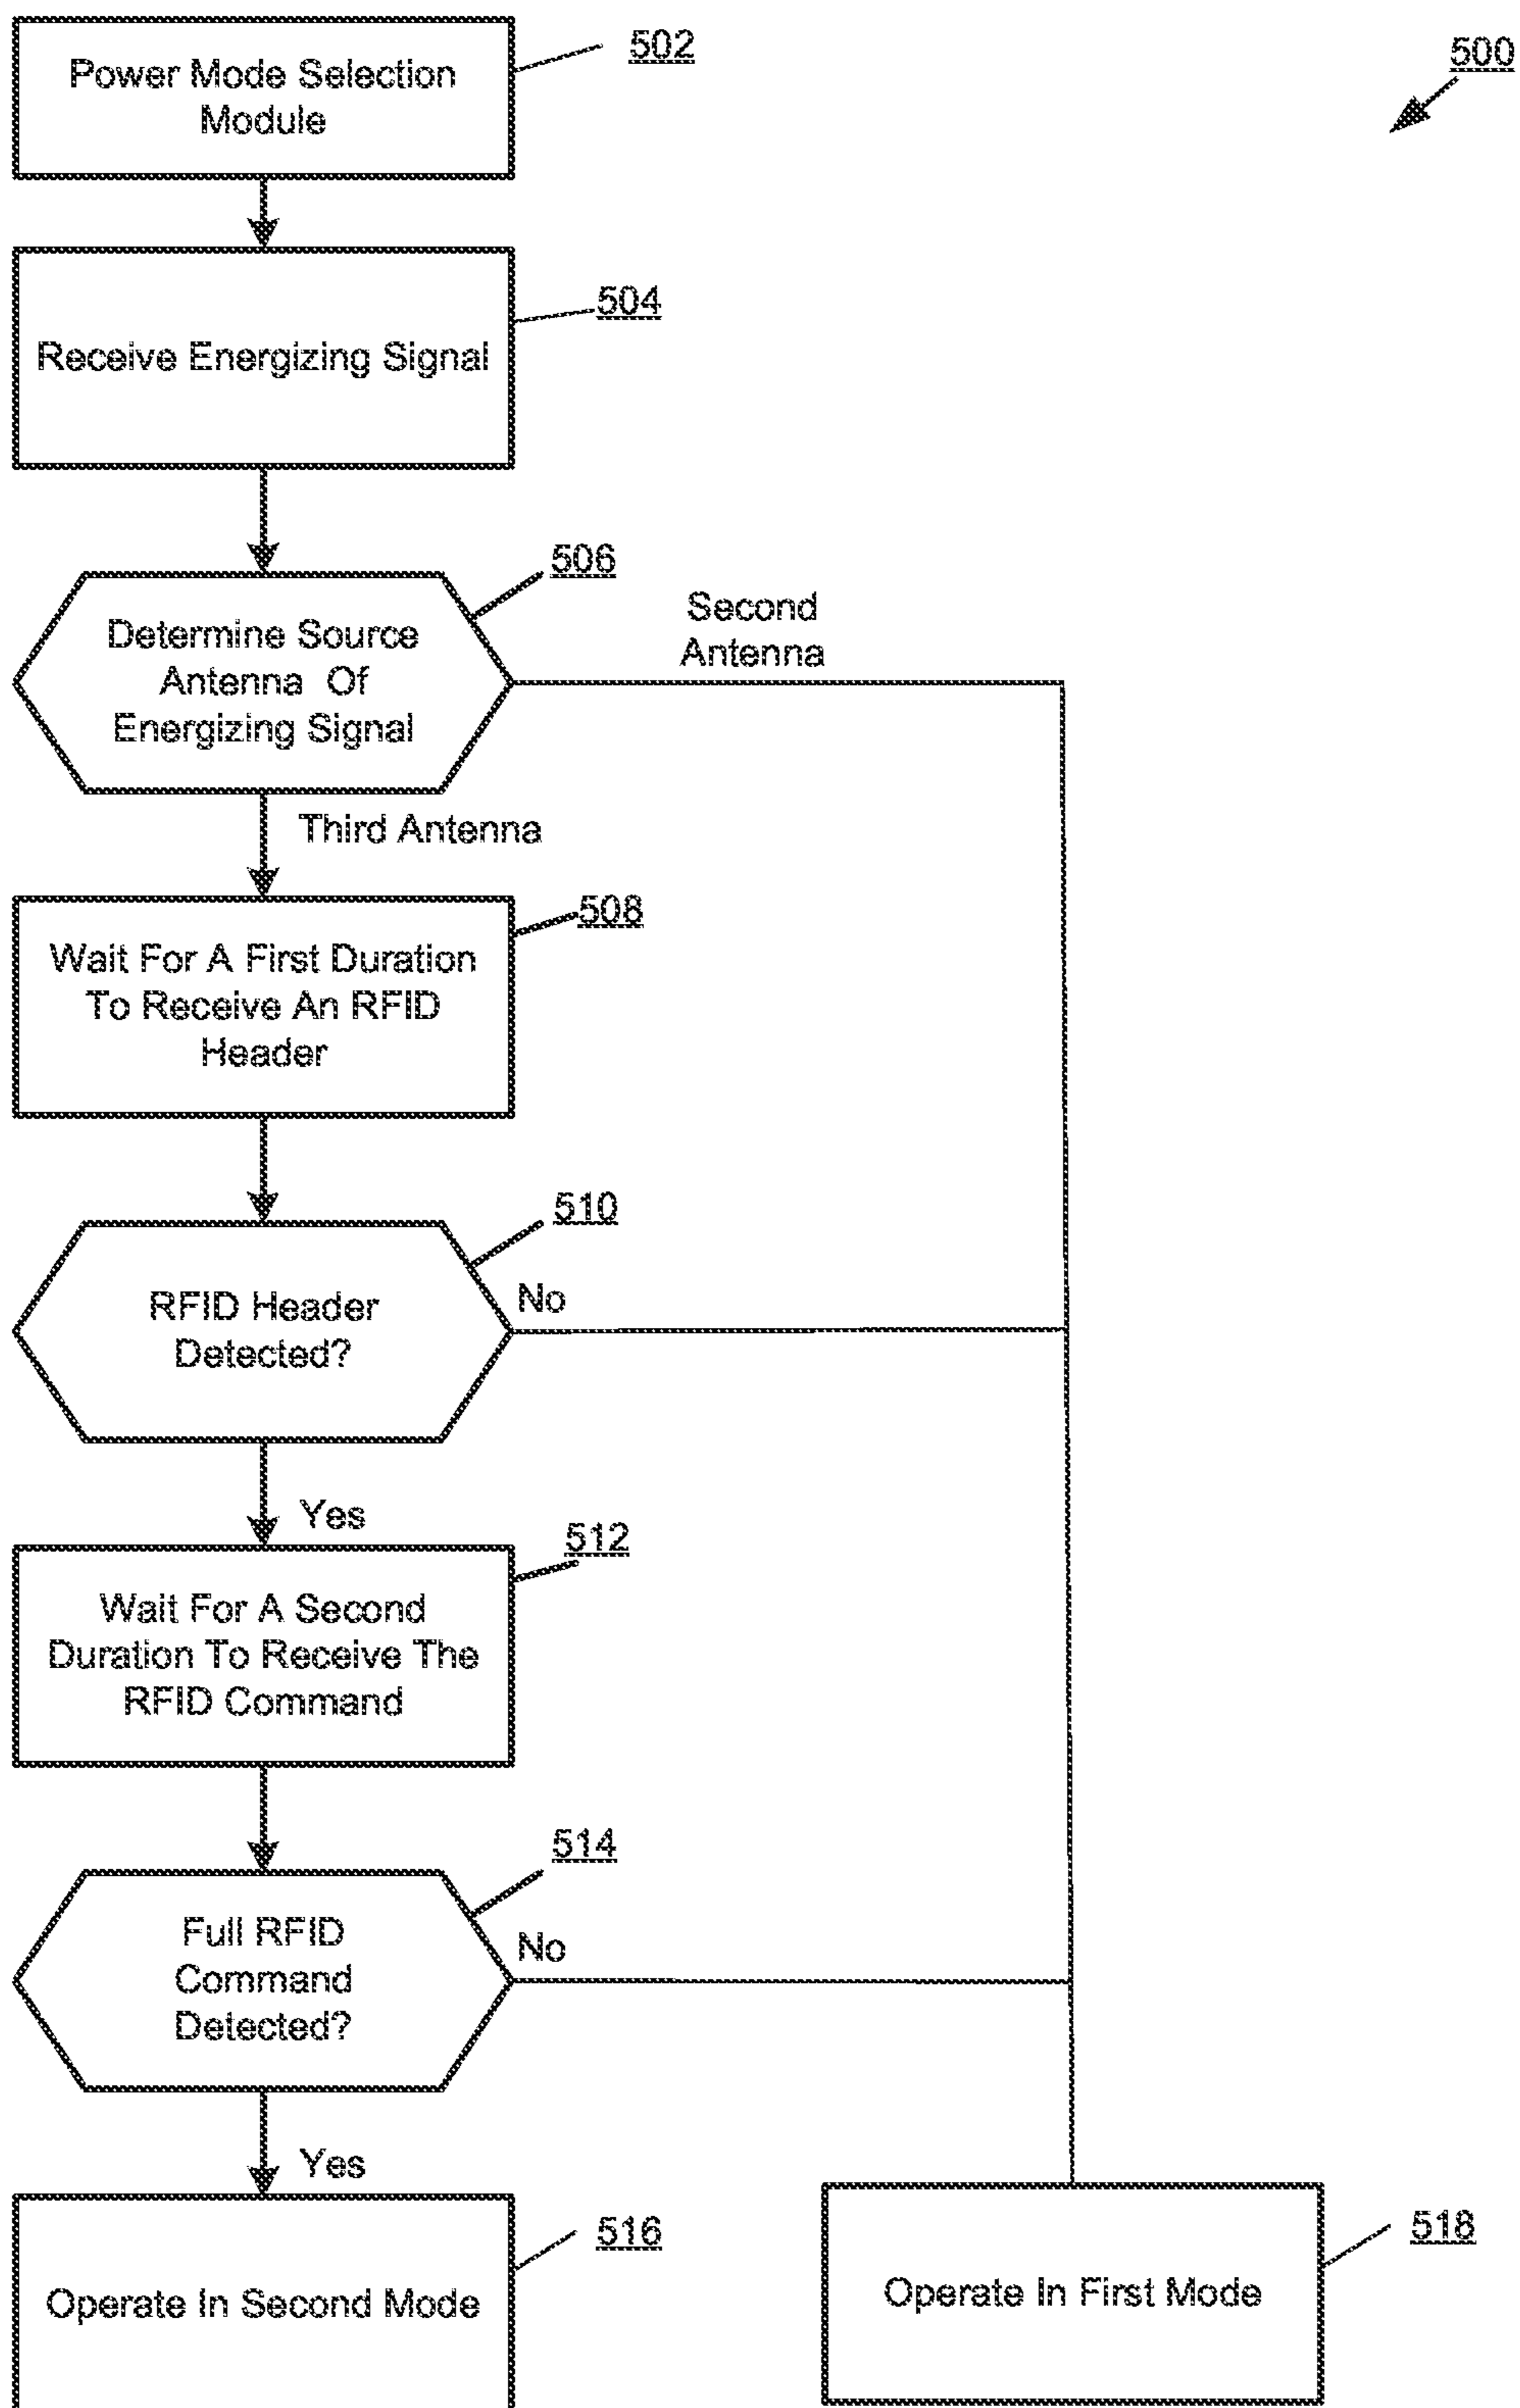 502
500
Power Mode Selection
Module
504
Receive Energizing Signal
506
Second
Antenna
Determine Source
Antenna Of
Energizing Signal
Third Antenna
508
Wait For A First Duration
To Receive An RFID
Header
510
No
RFID Header
Detected?
Yes
512
Wait For A Second
Duration To Receive The
RFID Command
514
No
Full RFID
Command
Detected?
Yes
516
518
Operate In Second Mode
Operate In First Mode